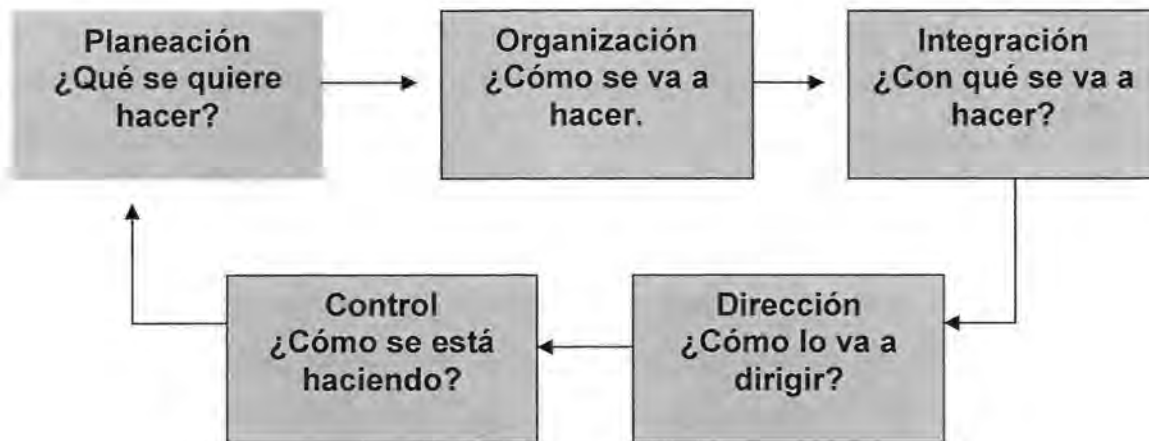 Planeación
¿Qué se quiere
hacer?
Organización
¿Cómo se va a
hacer.
Integración
¿Con qué se va a
hacer?
Control
¿Cómo se está
haciendo?
Dirección
¿Cómo lo va a
dirigir?